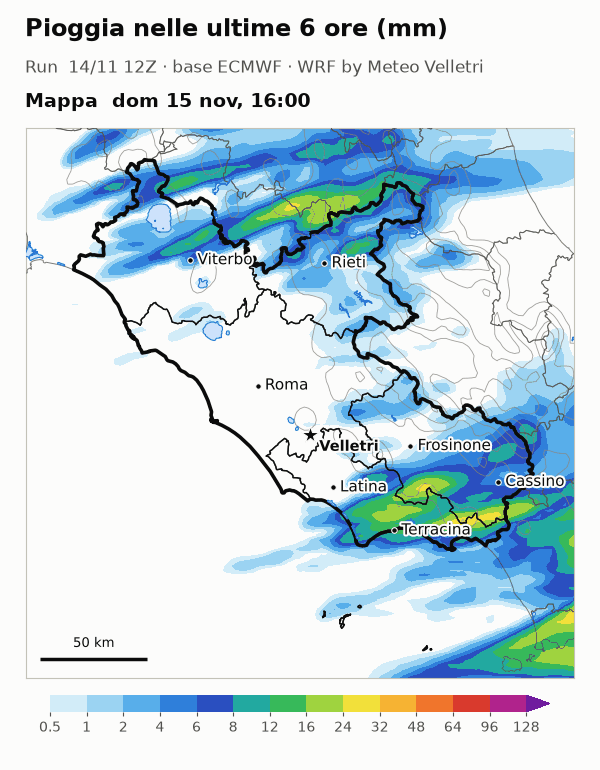 Pioggia nelle ultime 6 ore (mm)
Run 14/11 12Z · base ECMWF · WRF by Meteo Velletri
Mappa dom 15 nov, 16:00
Viterbo
Rieti
Roma
Velletri
Frosinone
Latina
Cassino
Terracina
50 km
0.5 1 2 4 6 8 12 16 24 32 48 64 96 128